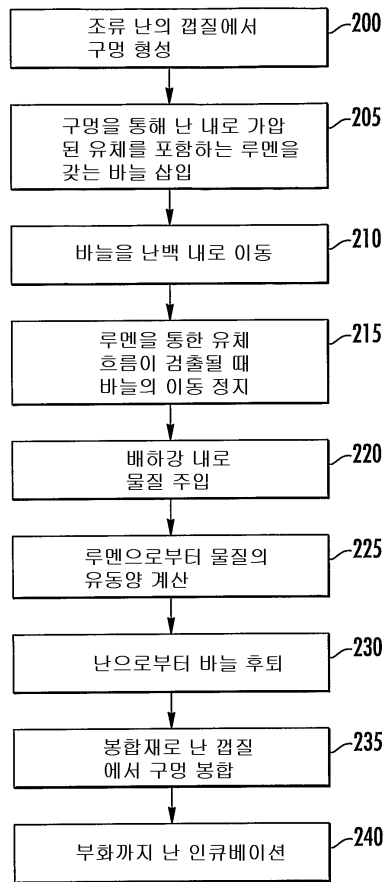 조류 난의 껍질에서
구멍 형성
200
구멍을 통해 난 내로 가압
된 유체를 포함하는 루멘을
갖는 바늘 삽입
205
바늘을 난백 내로 이동
210
루멘을 통한 유체
흐름이 검출될 때
바늘의 이동 정지
215
배하강 내로
물질 주입
220
루멘으로부터 물질의
유동양 계산
225
난으로부터 바늘 후퇴
230
봉합재로 난 껍질
에서 구멍 봉합
235
부화까지 난 인큐베이션
240